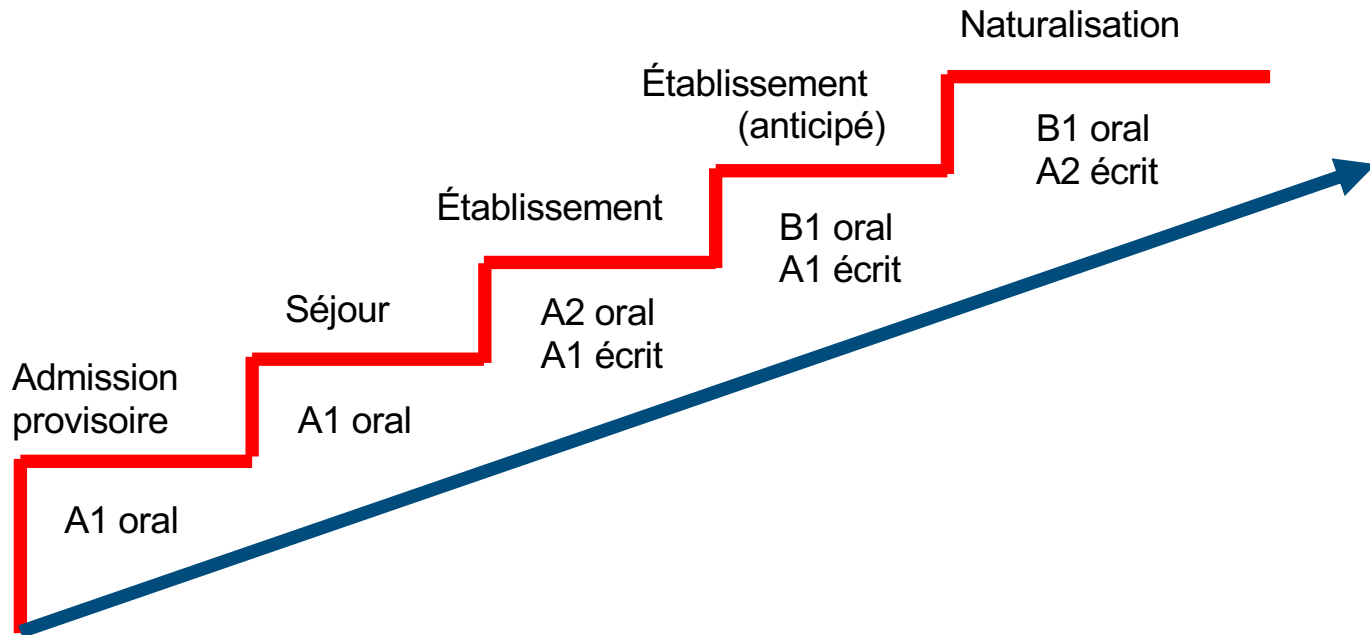 Naturalisation
Établissement
(anticipé)
B1 oral
A2 écrit
Établissement
B1 oral
A1 écrit
Séjour
A2 oral
A1 écrit
Admission
provisoire
A1 oral
A1 oral